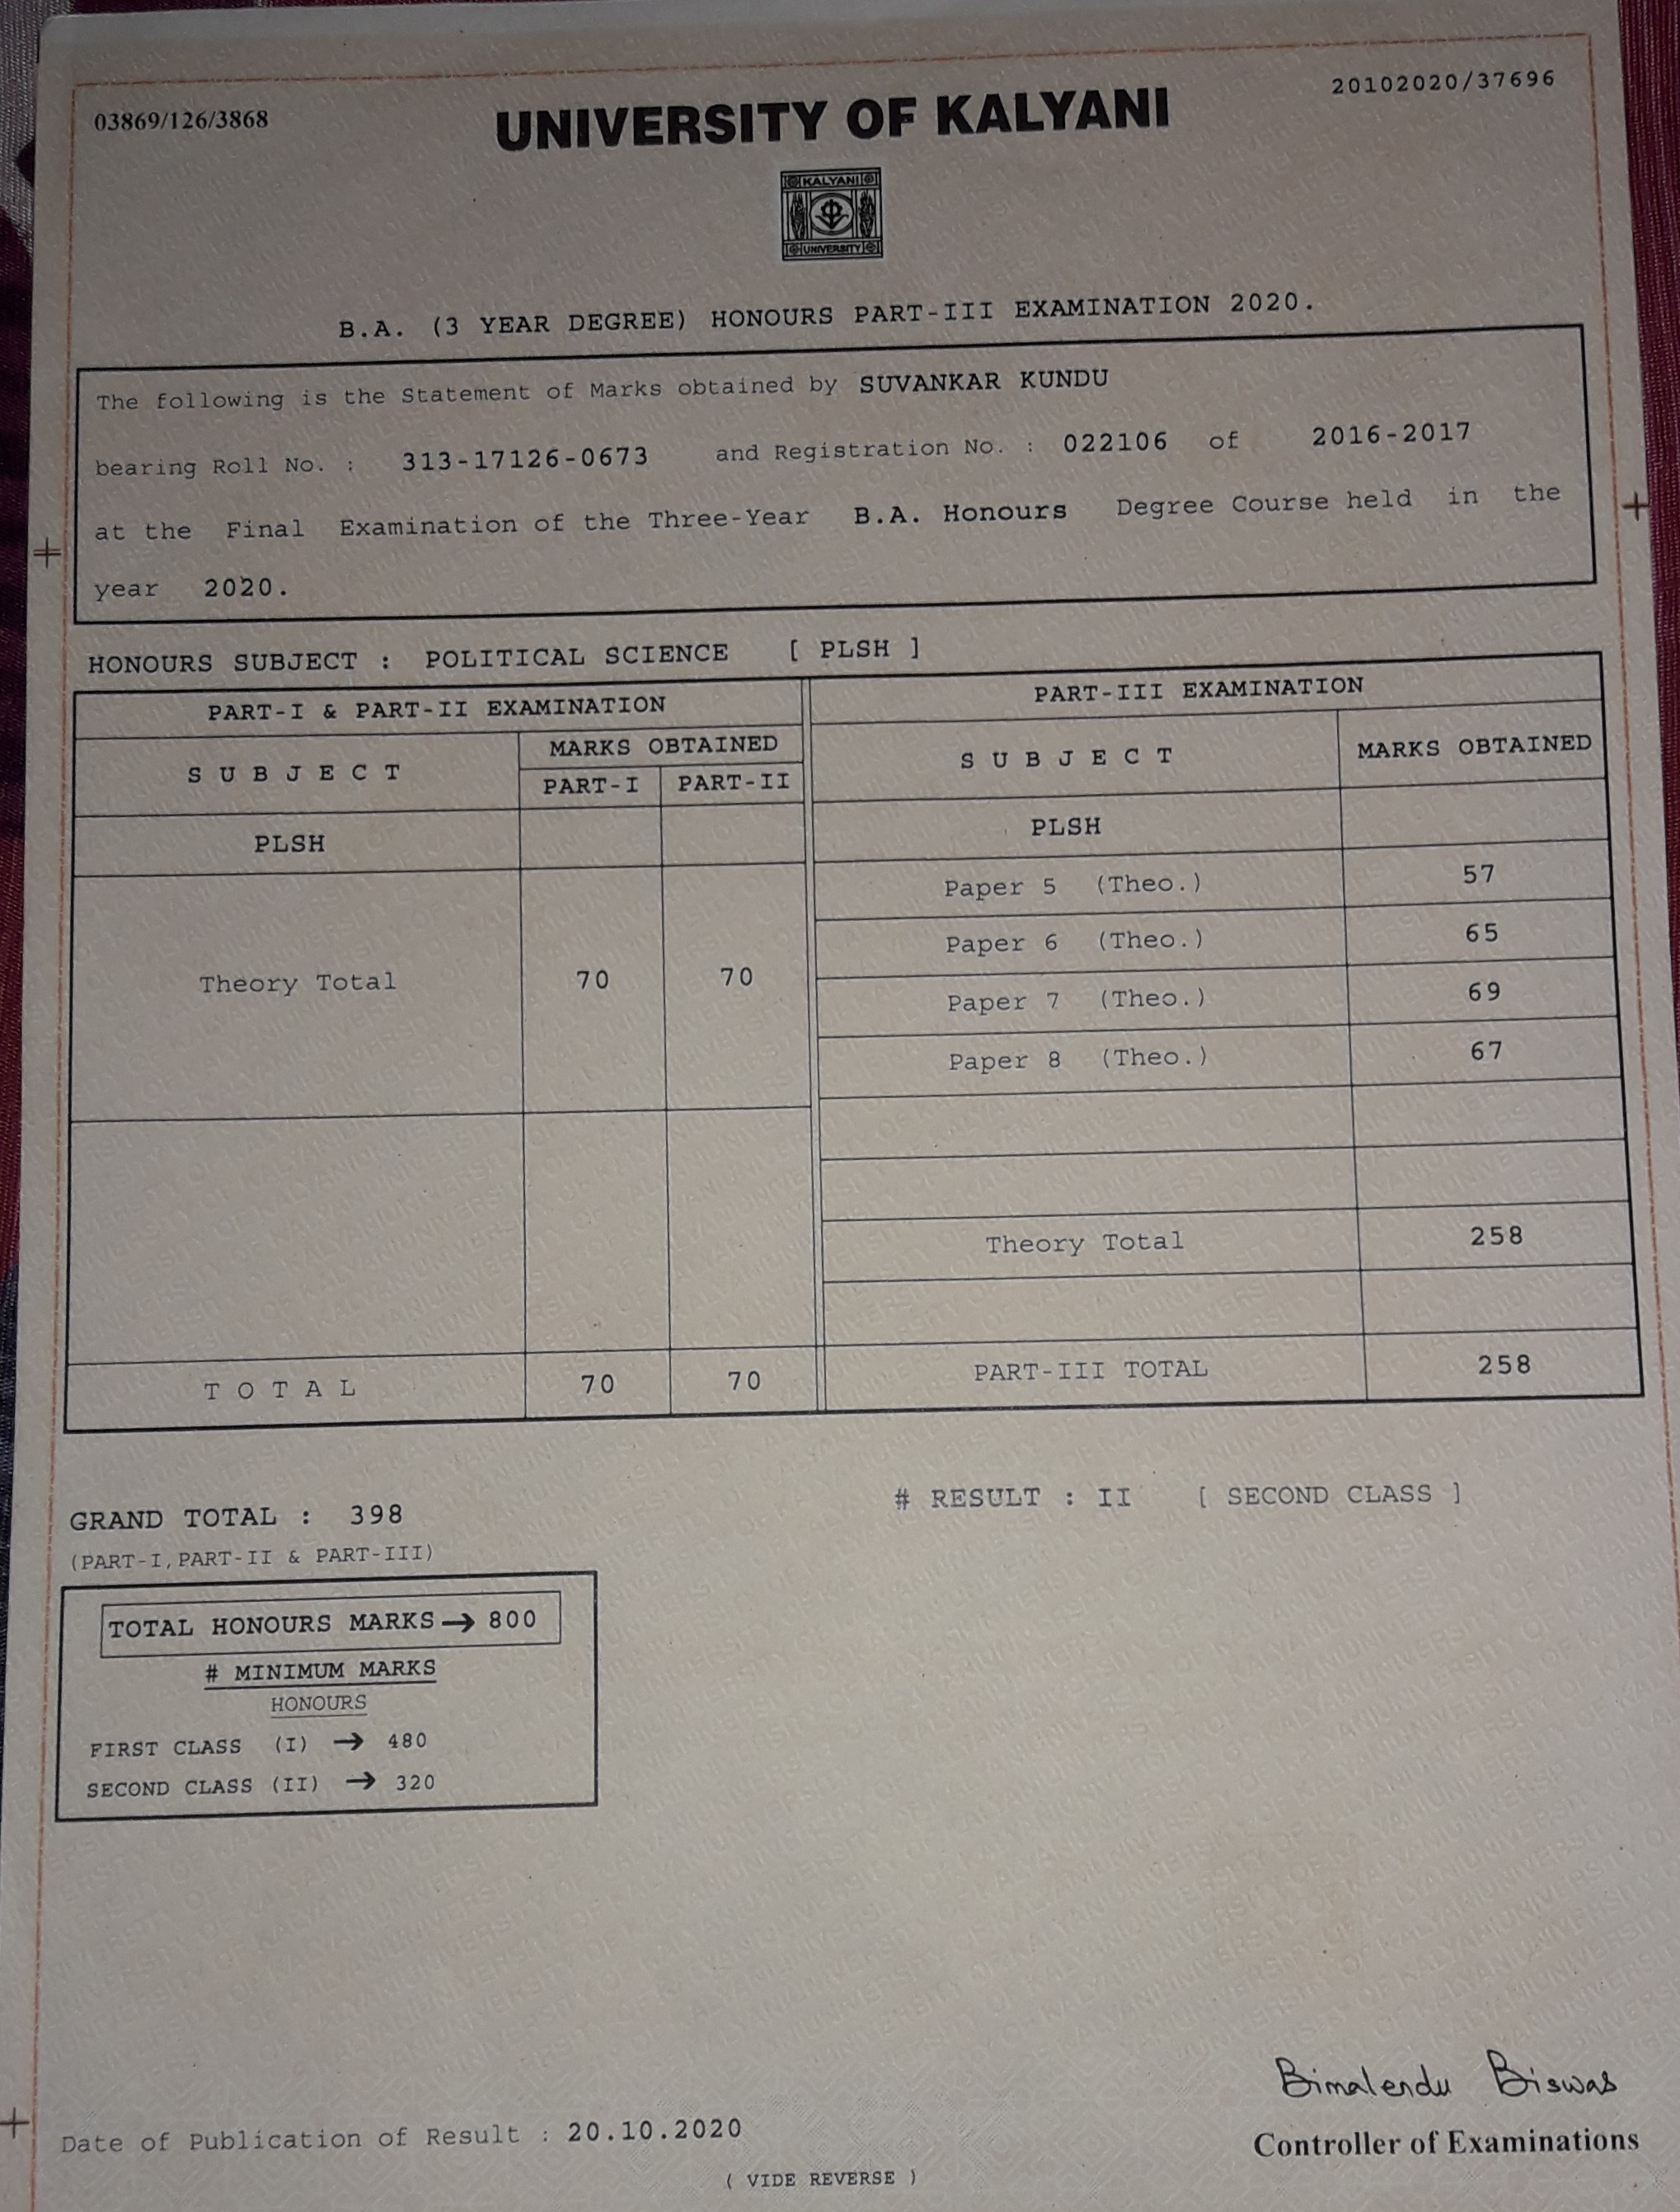 03869/126/3868
20102020/37696
UNIVERSITY OF KALYANI
KALYANI
UNIVERSITY
B.A. (3 YEAR DEGREE) HONOURS PART-III EXAMINATION 2020.
The following is the Statement of Marks obtained by SUVANKAR KUNDU
bearing Roll No. : 313-17126-0673 and Registration No. : 022106 of 2016-2017
at the Final Examination of the Three-Year B.A. Honours Degree Course held in the
year 2020.
HONOURS SUBJECT : POLITICAL SCIENCE [ PLSH ]
PART-I & PART-II EXAMINATION
SUBJECT
MARKS OBTAINED
PART-I PART-II
PLSH
Theory Total 70 70
TOTAL 70 70
PART-III EXAMINATION
SUBJECT MARKS OBTAINED
PLSH
Paper 5 (Theo.) 57
Paper 6 (Theo.) 65
Paper 7 (Theo.) 69
Paper 8 (Theo.) 67
Theory Total 258
PART-III TOTAL 258
GRAND TOTAL : 398
(PART-I,PART-II & PART-III)
# RESULT : II [ SECOND CLASS ]
TOTAL HONOURS MARKS → 800
# MINIMUM MARKS
HONOURS
FIRST CLASS (I) → 480
SECOND CLASS (II) → 320
Bimalendu Biswas
Controller of Examinations
Date of Publication of Result : 20.10.2020
( VIDE REVERSE )